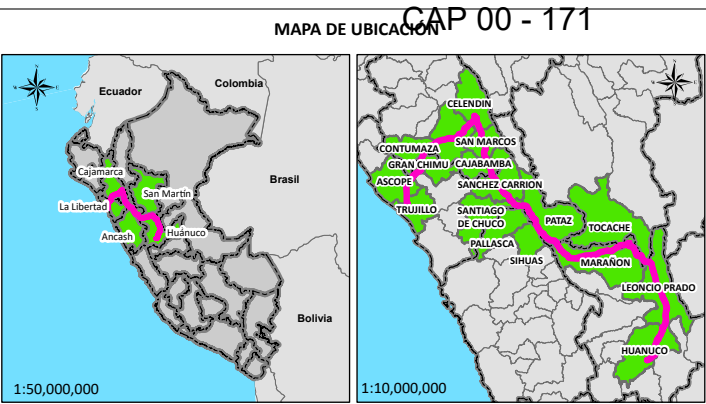 CAP 00 - 171
MAPA DE UBICACIÓN
Ecuador
Colombia
Cajamarca
San Martín
Brasil
La Libertad
Ancash
Huánuco
Bolivia
1:50,000,000
CELENDIN
CONTUMAZA
SAN MARCOS
GRAN CHIMU
CAJABAMBA
ASCOPE
SANCHEZ CARRION
TRUJILLO
SANTIAGO
DE CHUCO
PATAZ
TOCACHE
PALLASCA
SIHUAS
MARAÑON
LEONCIO PRADO
HUANUCO
1:10,000,000